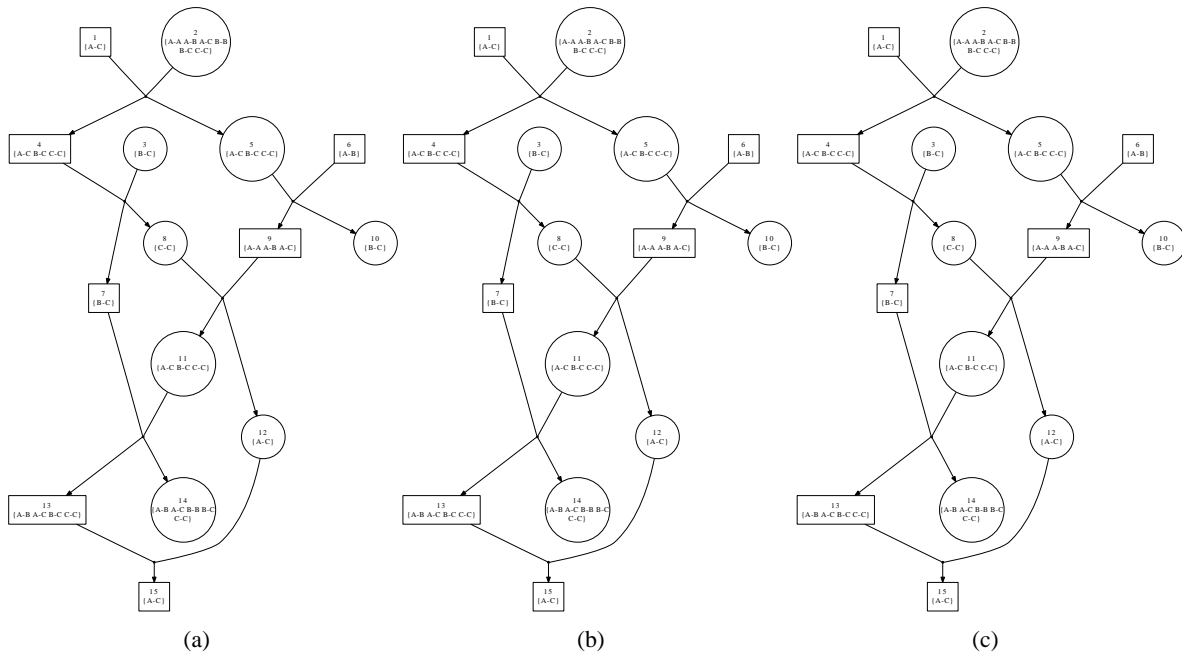 1
{A-C}
2
{A-A A-B A-C B-B
B-C C-C}
4
{A-C B-C C-C}
3
{B-C}
5
{A-C B-C C-C}
6
{A-B}
8
{C-C}
9
{A-A A-B A-C}
10
{B-C}
7
{B-C}
11
{A-C B-C C-C}
12
{A-C}
13
{A-B A-C B-C C-C}
14
{A-B A-C B-B B-C
C-C}
15
{A-C}
(a)
1
{A-C}
2
{A-A A-B A-C B-B
B-C C-C}
4
{A-C B-C C-C}
3
{B-C}
5
{A-C B-C C-C}
6
{A-B}
8
{C-C}
9
{A-A A-B A-C}
10
{B-C}
7
{B-C}
11
{A-C B-C C-C}
12
{A-C}
13
{A-B A-C B-C C-C}
14
{A-B A-C B-B B-C
C-C}
15
{A-C}
(b)
1
{A-C}
2
{A-A A-B A-C B-B
B-C C-C}
4
{A-C B-C C-C}
3
{B-C}
5
{A-C B-C C-C}
6
{A-B}
8
{C-C}
9
{A-A A-B A-C}
10
{B-C}
7
{B-C}
11
{A-C B-C C-C}
12
{A-C}
13
{A-B A-C B-C C-C}
14
{A-B A-C B-B B-C
C-C}
15
{A-C}
(c)